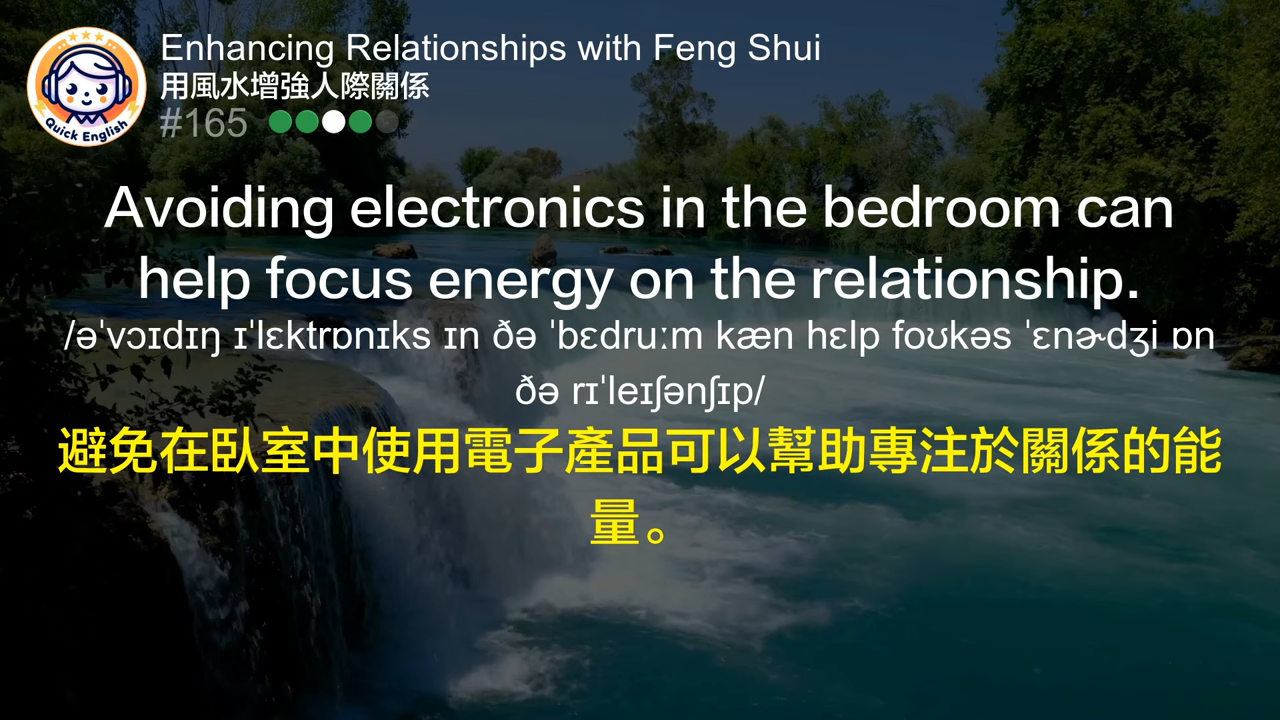 Quick English
Enhancing Relationships with Feng Shui
用風水增強人際關係
#165
Avoiding electronics in the bedroom can
help focus energy on the relationship.
/əˈvɔɪdɪŋ ɪˈlɛktrɒnɪks ɪn ðə ˈbɛdruːm kæn hɛlp foʊkəs ˈɛnɚdʒi ɒn
ðə rɪˈleɪʃənʃɪp/
避免在臥室中使用電子產品可以幫助專注於關係的能
量。